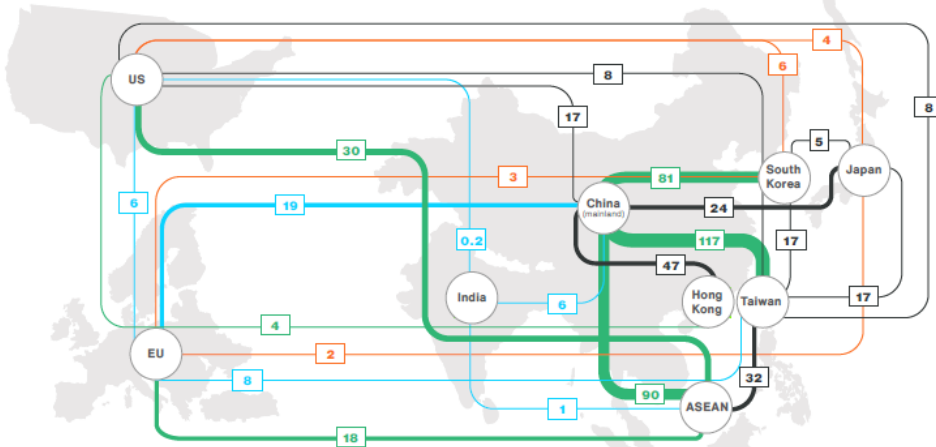 4
8
US
6
8
17
5
30
South
Korea
Japan
3
81
6
19
China
(mainland)
24
0.2
117
17
47
India
6
Hong
Kong
Taiwan
17
4
EU
2
8
32
90
1
ASEAN
18